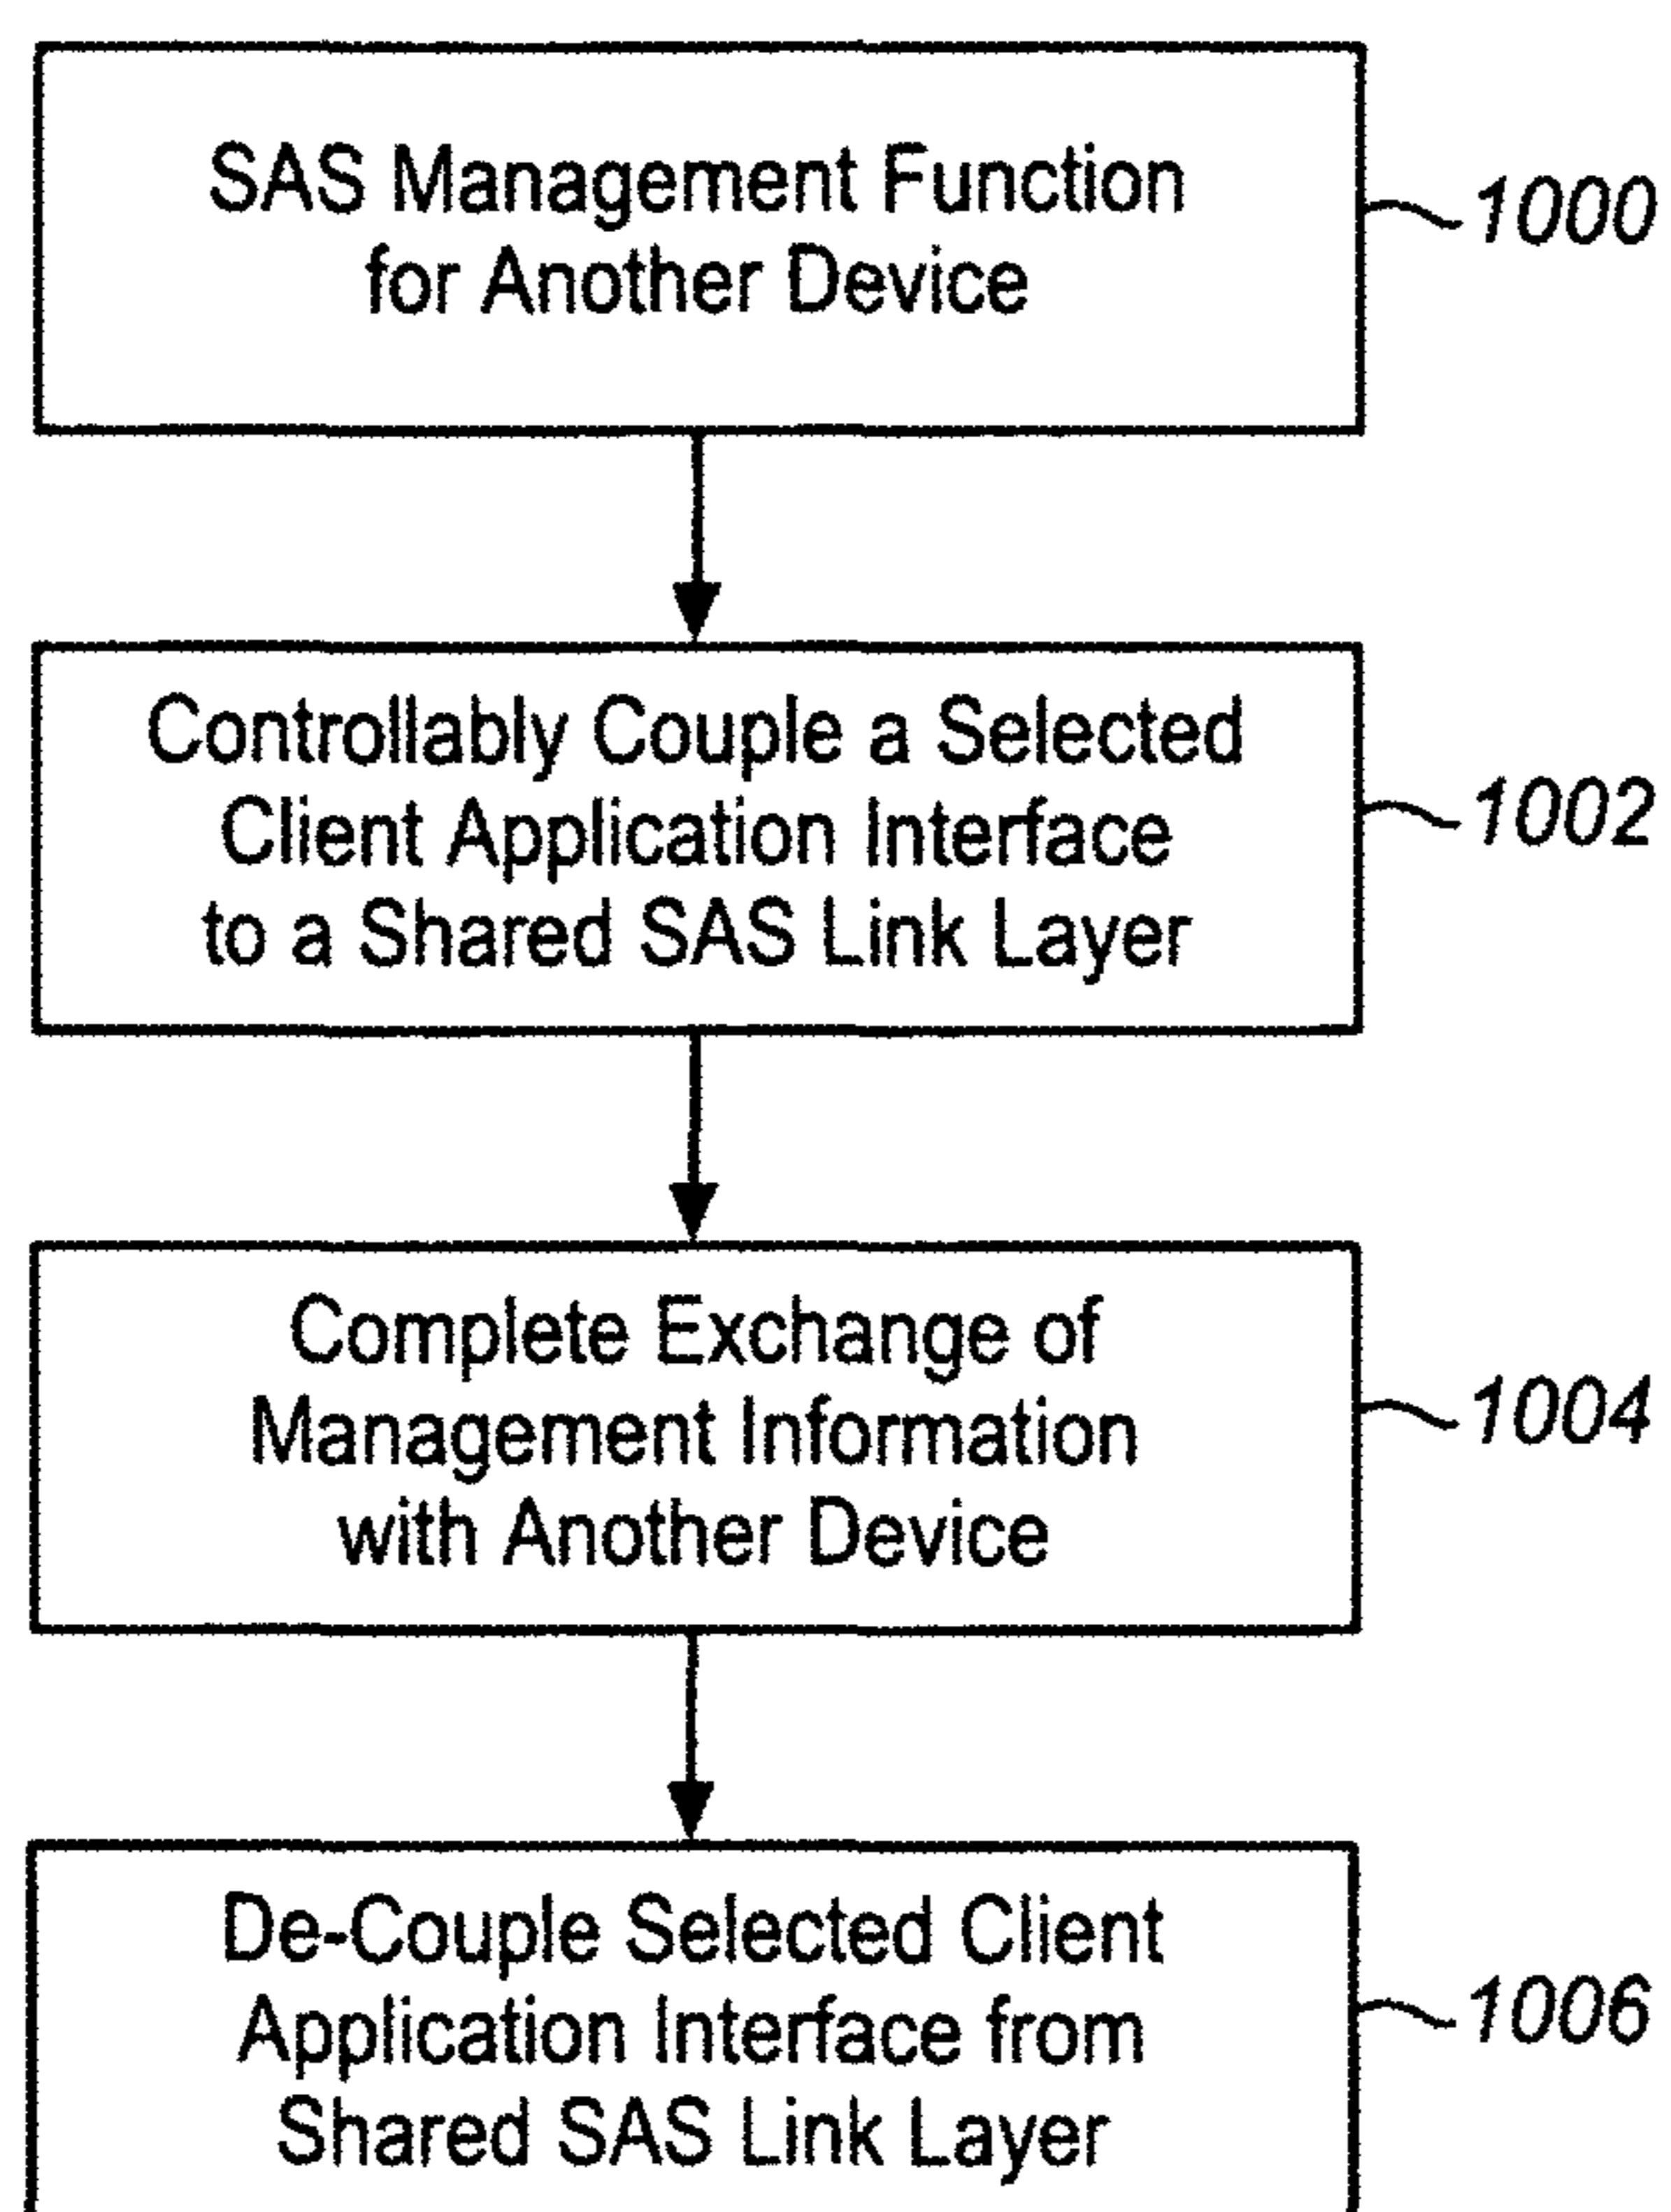 SAS Management Function
for Another Device
1000
Controllably Couple a Selected
Client Application Interface
to a Shared SAS Link Layer
1002
Complete Exchange of
Management Information
with Another Device
1004
De-Couple Selected Client
Application Interface from
Shared SAS Link Layer
1006